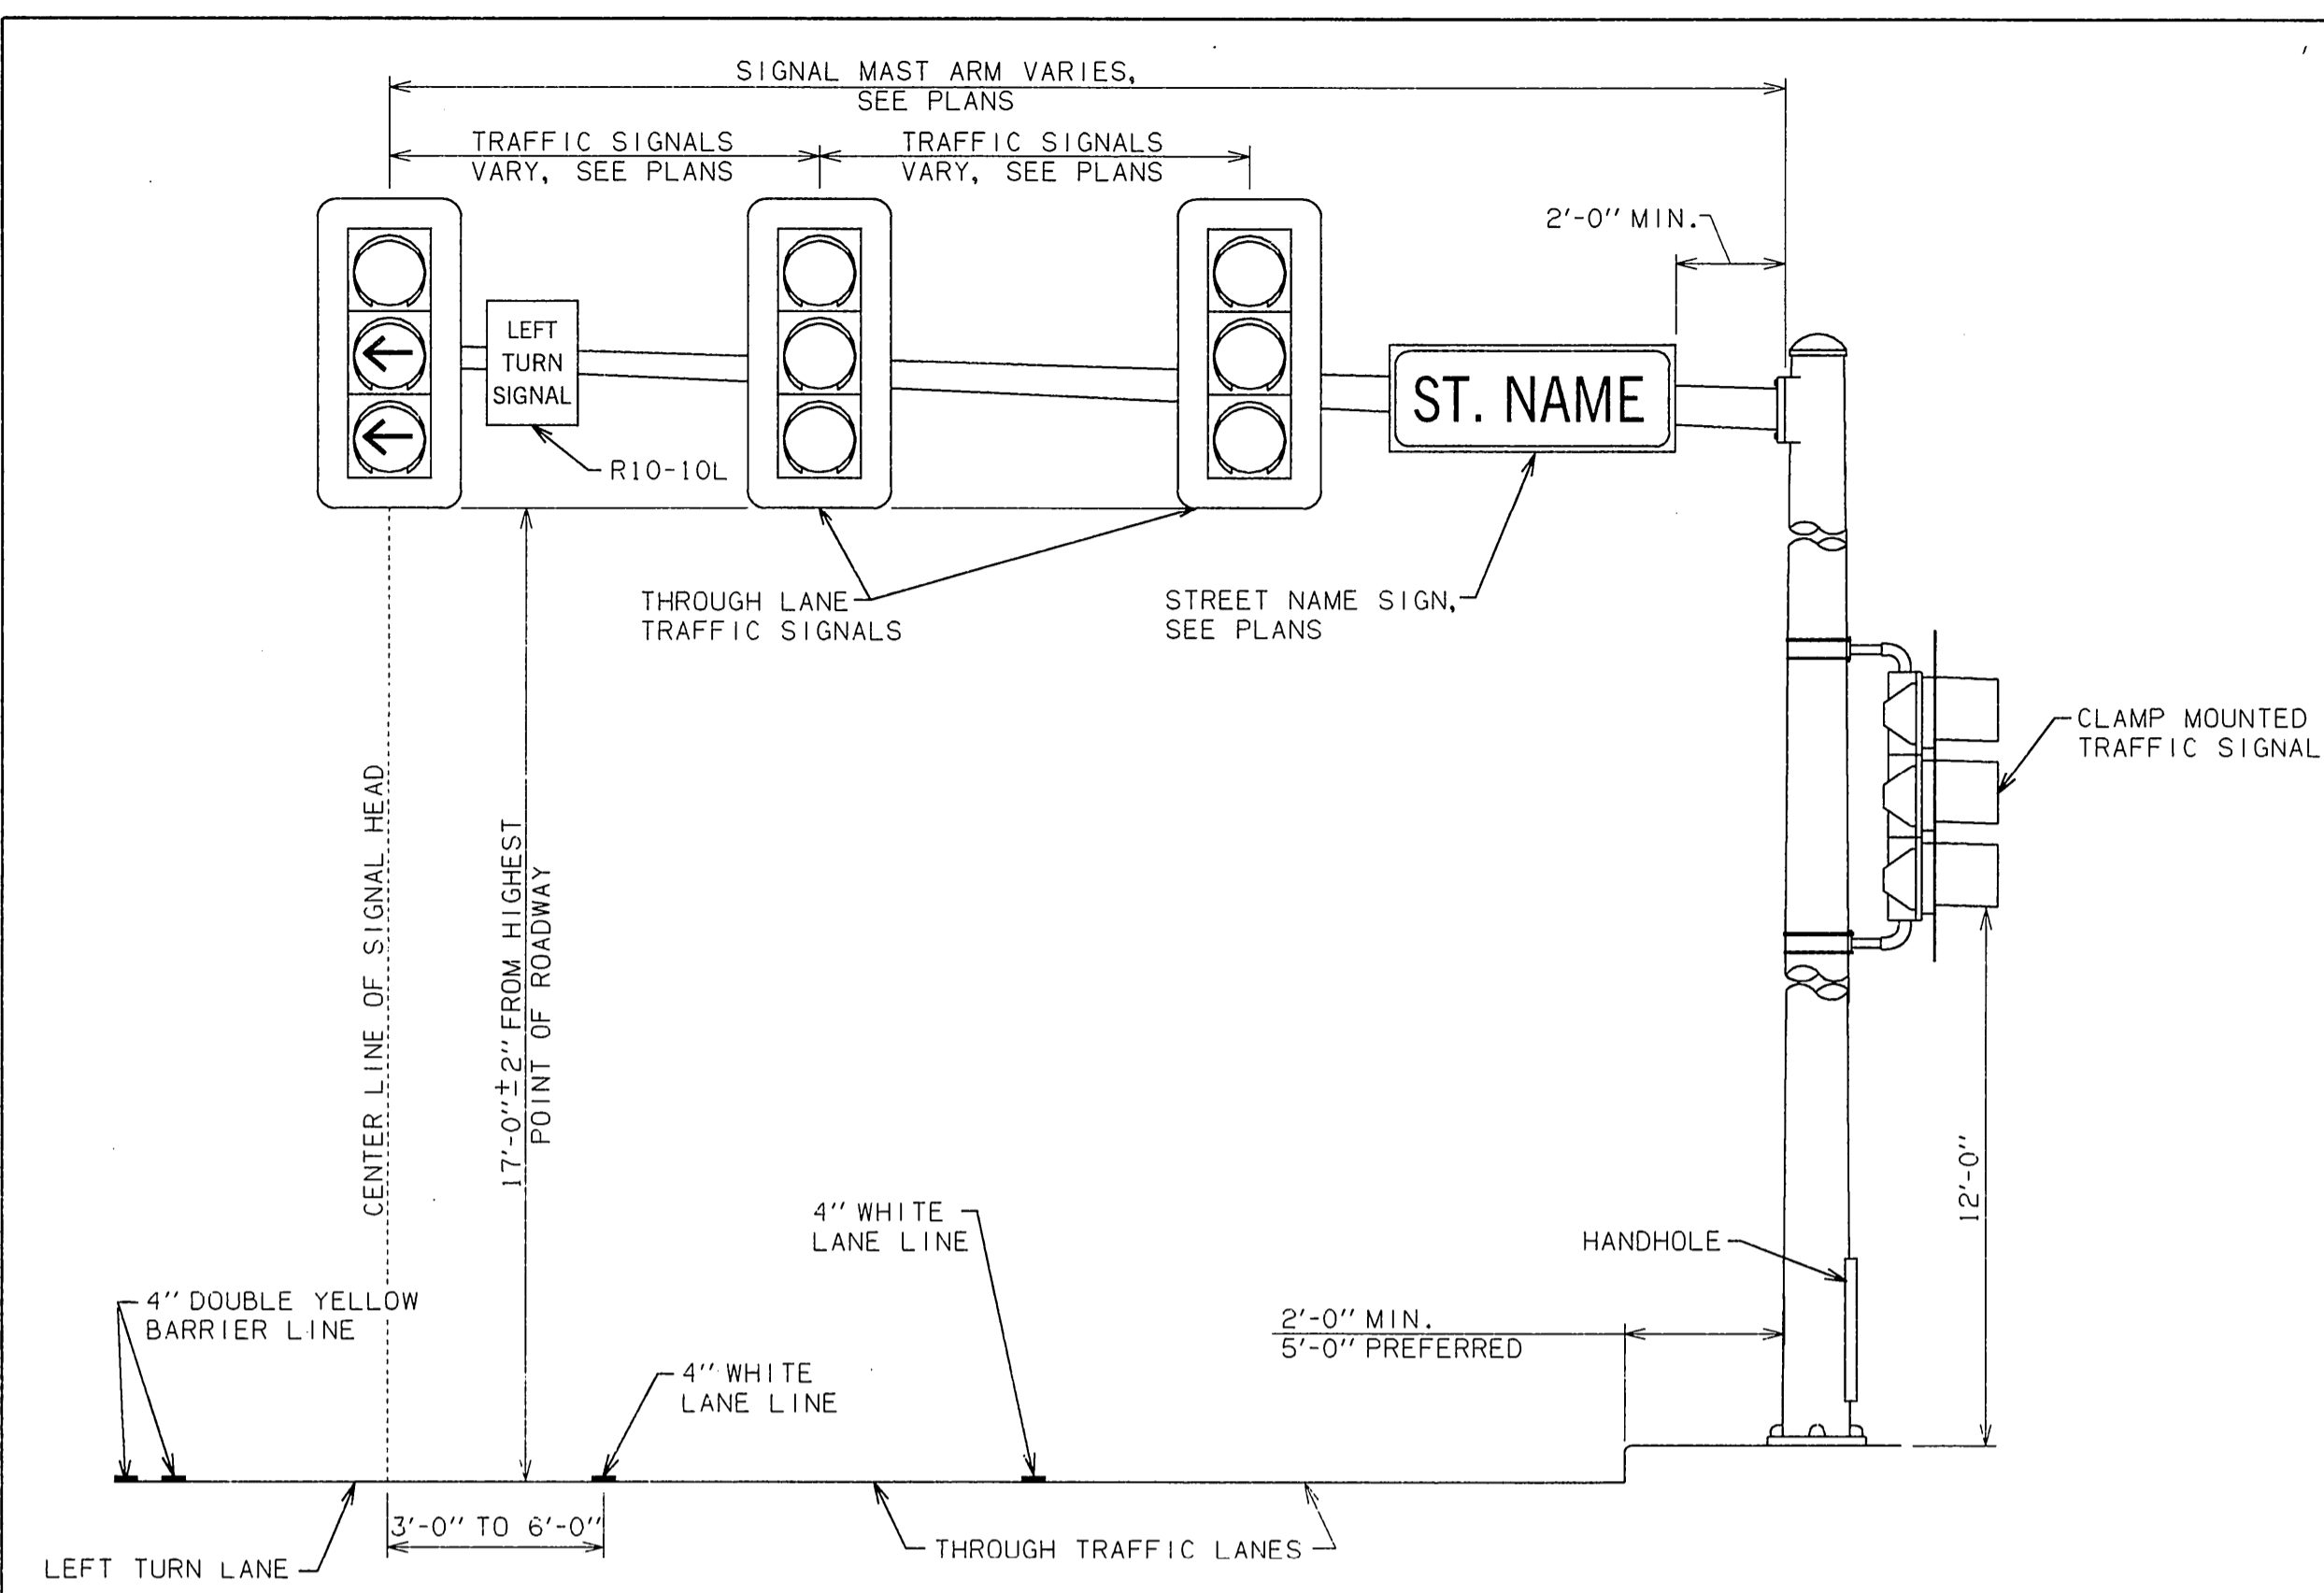 SIGNAL MAST ARM VARIES,
SEE PLANS
TRAFFIC SIGNALS
VARY, SEE PLANS
TRAFFIC SIGNALS
VARY, SEE PLANS
2'-0" MIN.
LEFT
TURN
SIGNAL
ST. NAME
R10-10L
THROUGH LANE
TRAFFIC SIGNALS
STREET NAME SIGN,
SEE PLANS
CLAMP MOUNTED
TRAFFIC SIGNAL
CENTER LINE OF SIGNAL HEAD
17'-0"±2" FROM HIGHEST
POINT OF ROADWAY
12'-0"
4" WHITE
LANE LINE
HANDHOLE
4" DOUBLE YELLOW
BARRIER LINE
2'-0" MIN.
5'-0" PREFERRED
4" WHITE
LANE LINE
3'-0" TO 6'-0"
LEFT TURN LANE
THROUGH TRAFFIC LANES